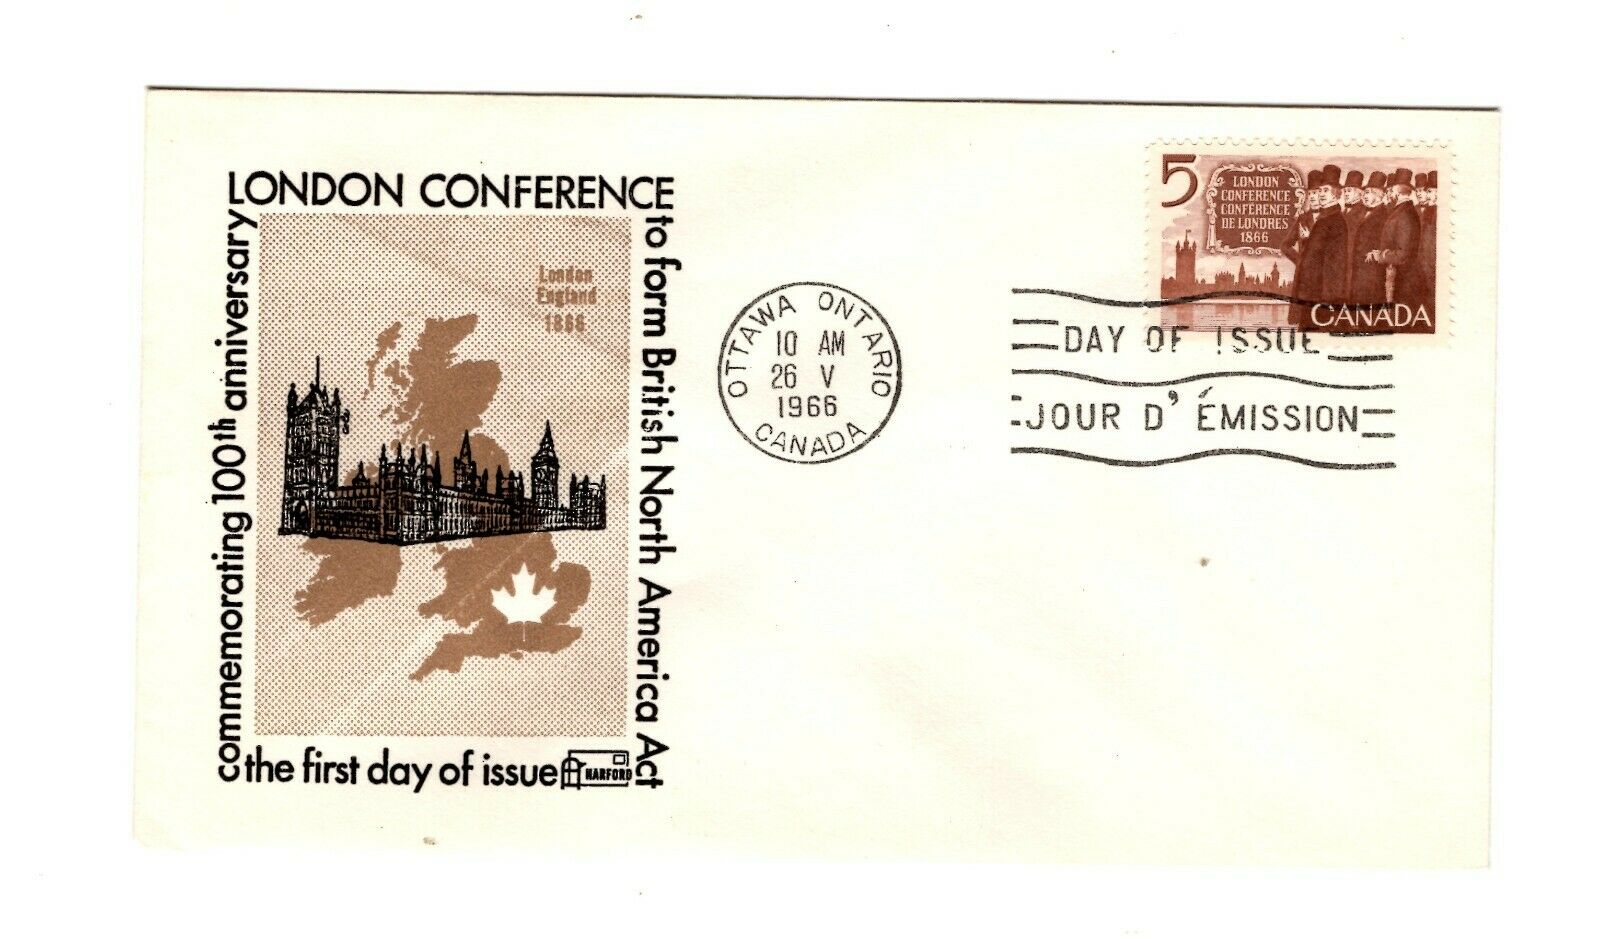 commemorating 100th anniversary
LONDON CONFERENCE
to form British North America Act
London
England
1866
the first day of issue
HARFORD
OTTAWA ONTARIO
10 AM
26 V
1966
CANADA
5
LONDON
CONFERENCE
CONFÉRENCE
DE LONDRES
1866
CANADA
DAY OF ISSUE
JOUR D' ÉMISSION